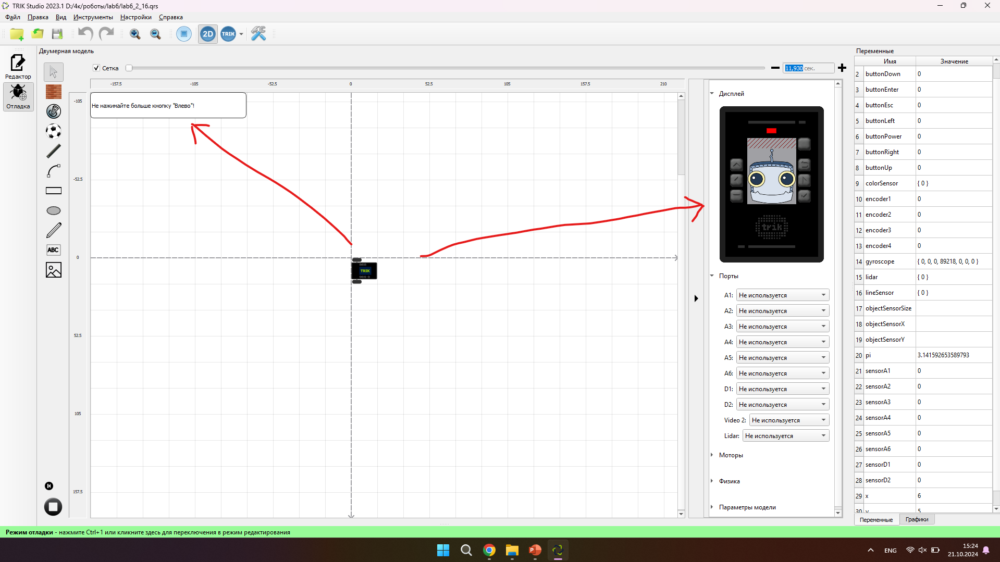 TRIK Studio 2023.1 D:/4к/роботы/lab6/lab6_2_16.qrs
Файл Правка Вид Инструменты Настройки Справка
2D TRIK
Двумерная модель
Переменные
Редактор
Отладка
Сетка
11,930 сек.
-157.5 -105 -52.5 0 52.5 105 157.5 210
-105
-52.5
0
52.5
105
157.5
Не нажимайте больше кнопку "Влево"!
ABC
TRIK
Дисплей
trik
Порты
A1: Не используется
A2: Не используется
A3: Не используется
A4: Не используется
A5: Не используется
A6: Не используется
D1: Не используется
D2: Не используется
Video 2: Не используется
Lidar: Не используется
Моторы
Физика
Параметры модели
Имя Значение
2 buttonDown 0
3 buttonEnter 0
4 buttonEsc 0
5 buttonLeft 0
6 buttonPower 0
7 buttonRight 0
8 buttonUp 0
9 colorSensor { 0 }
10 encoder1 0
11 encoder2 0
12 encoder3 0
13 encoder4 0
14 gyroscope { 0, 0, 0, 89218, 0, 0, 0 }
15 lidar { 0 }
16 lineSensor { 0 }
17 objectSensorSize
18 objectSensorX
19 objectSensorY
20 pi 3.141592653589793
21 sensorA1 0
22 sensorA2 0
23 sensorA3 0
24 sensorA4 0
25 sensorA5 0
26 sensorA6 0
27 sensorD1 0
28 sensorD2 0
29 x 6
30 y 5
Переменные Графики
Режим отладки - нажмите Ctrl+1 или кликните здесь для переключения в режим редактирования
ENG
15:24
21.10.2024